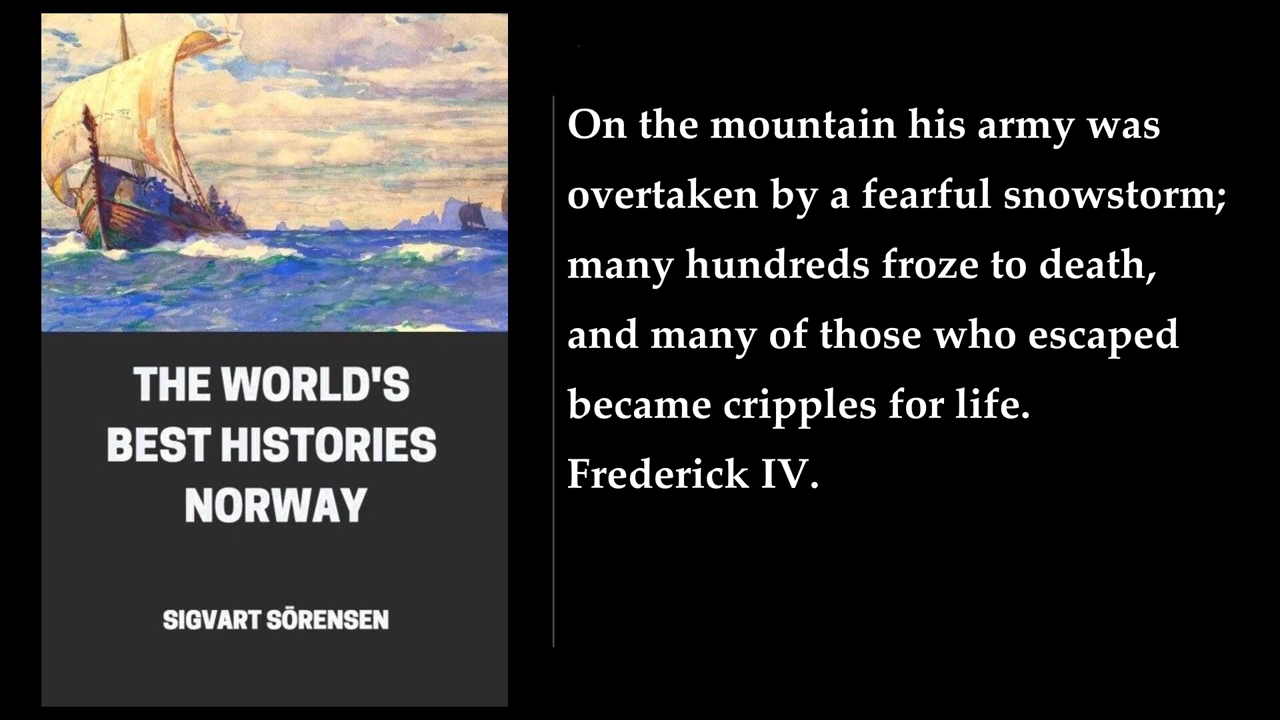 THE WORLD'S
BEST HISTORIES
NORWAY
SIGVART SÖRENSEN
On the mountain his army was
overtaken by a fearful snowstorm;
many hundreds froze to death,
and many of those who escaped
became cripples for life.
Frederick IV.